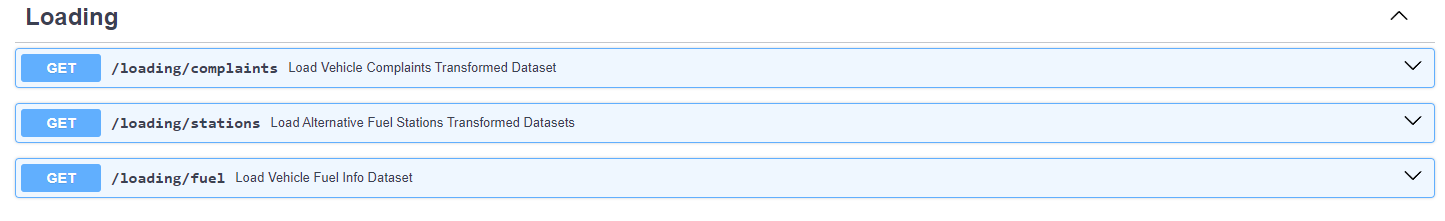 Loading
GET /loading/complaints Load Vehicle Complaints Transformed Dataset
GET /loading/stations Load Alternative Fuel Stations Transformed Datasets
GET /loading/fuel Load Vehicle Fuel Info Dataset